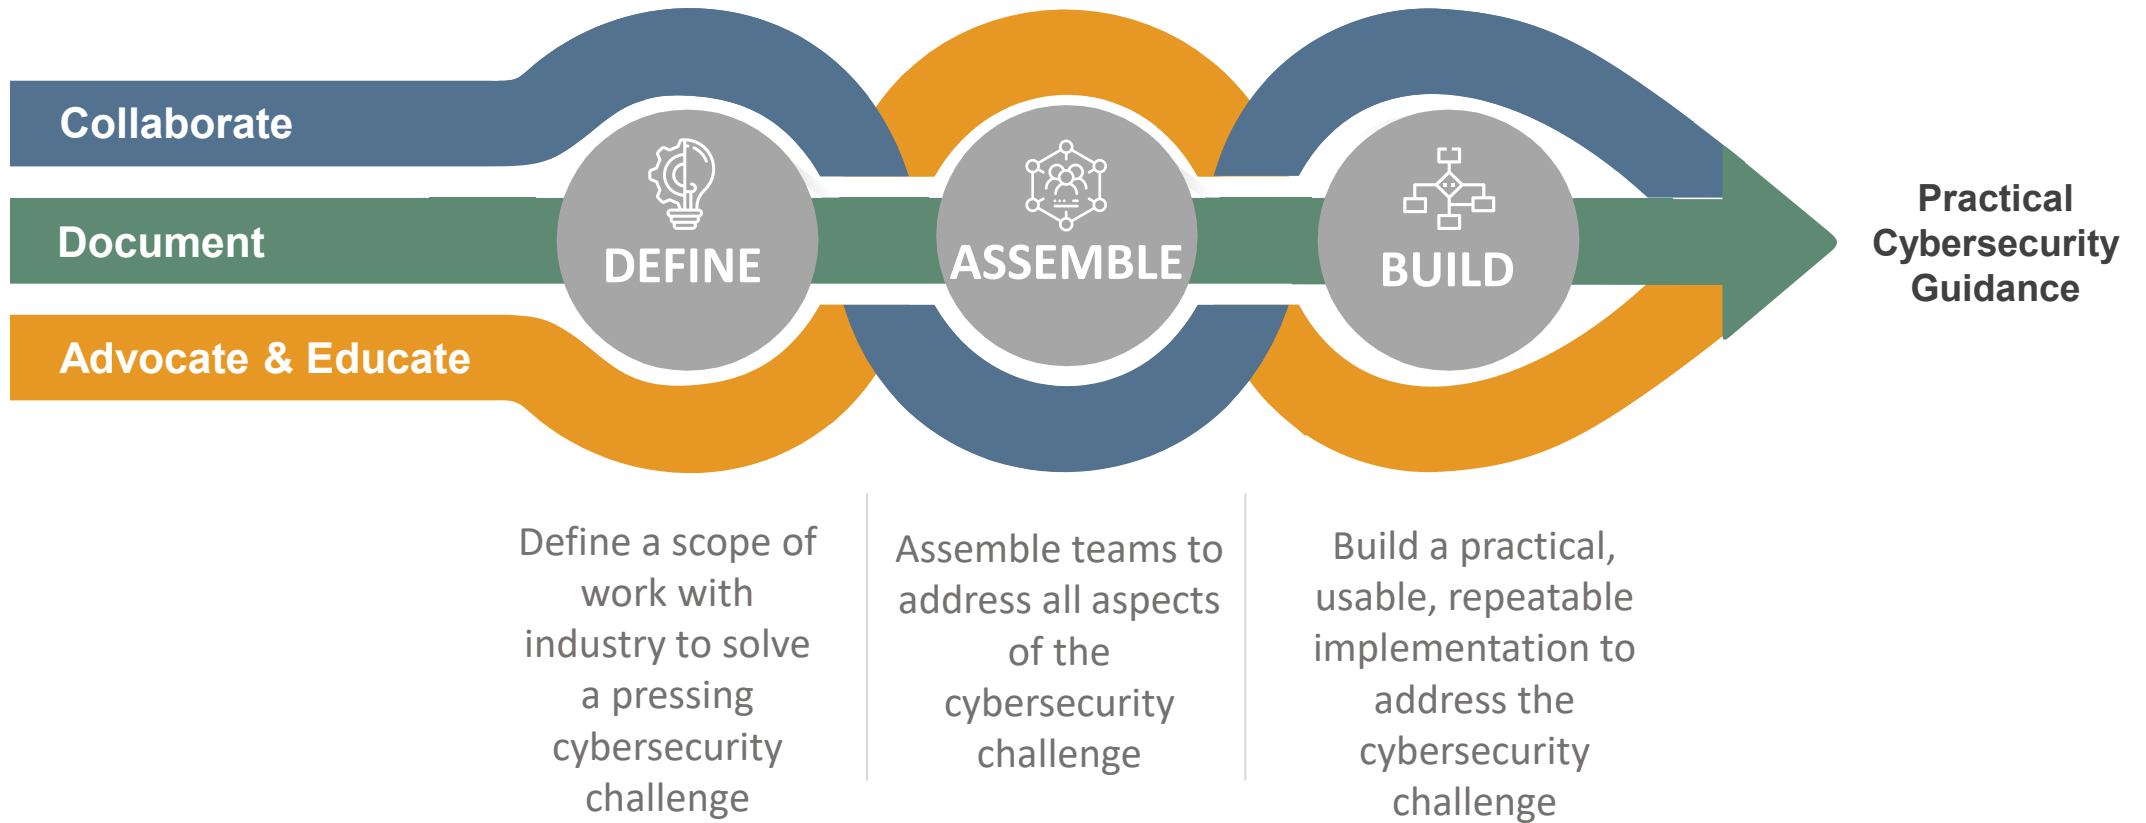 Collaborate
Document
Advocate & Educate
DEFINE
ASSEMBLE
BUILD
Practical
Cybersecurity
Guidance
Define a scope of
work with
industry to solve
a pressing
cybersecurity
challenge
Assemble teams to
address all aspects
of the
cybersecurity
challenge
Build a practical,
usable, repeatable
implementation to
address the
cybersecurity
challenge